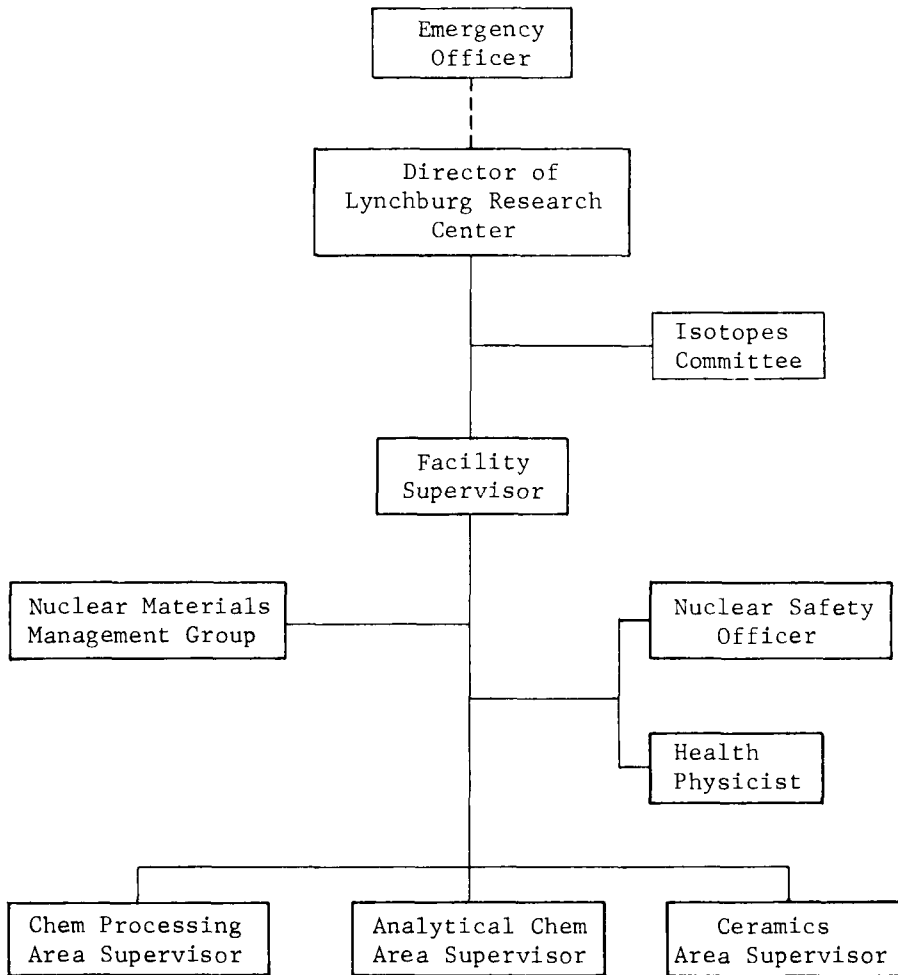 Emergency
Officer
Director of
Lynchburg Research
Center
Isotopes
Committee
Facility
Supervisor
Nuclear Materials
Management Group
Nuclear Safety
Officer
Health
Physicist
Chem Processing
Area Supervisor
Analytical Chem
Area Supervisor
Ceramics
Area Supervisor